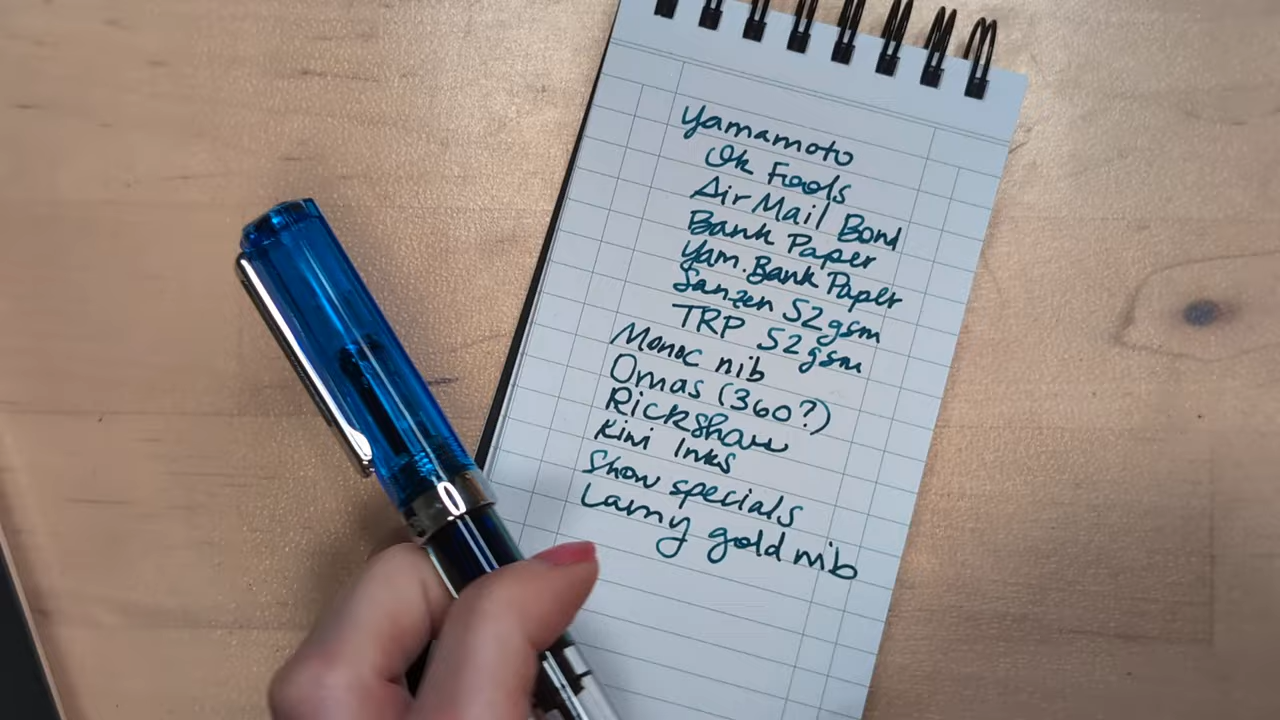 Yamamoto
Ok Fools
Air Mail Bond
Bank Paper
Yam. Bank Paper
Sanzen 52gsm
TRP 52gsm
Monoc nib
Omas (360?)
Rickshaw
Kiwi Inks
Show specials
Lamy gold nib